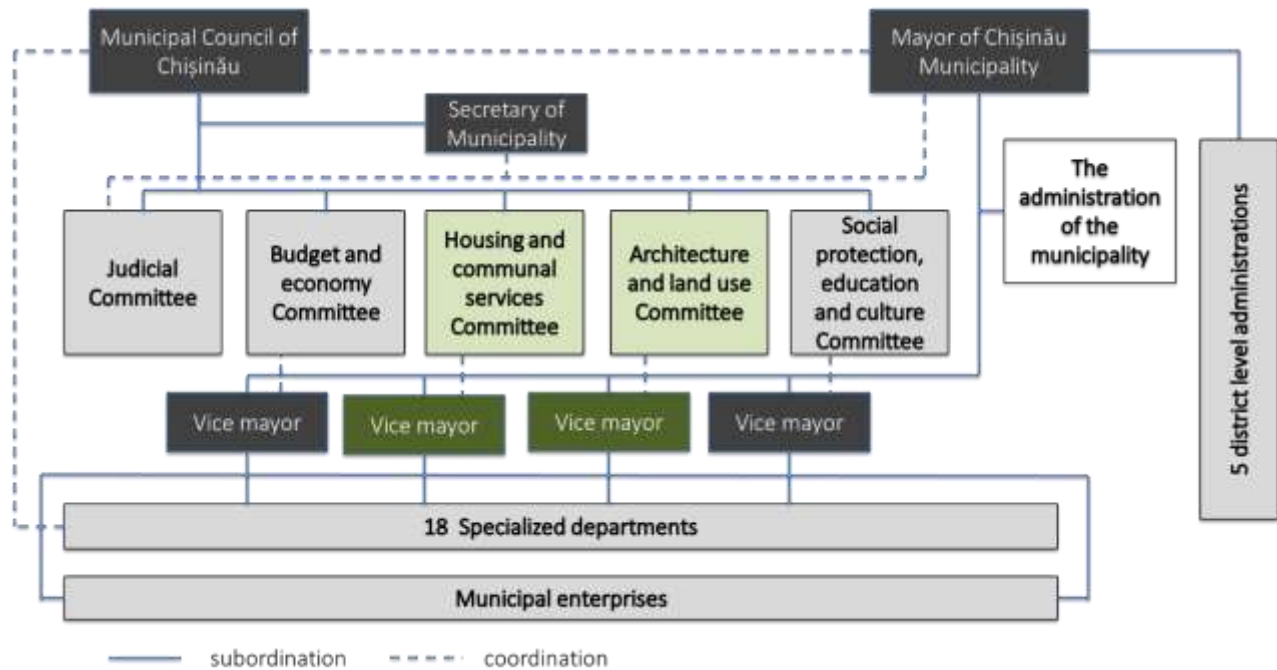 Municipal Council of
Chișinău
Mayor of Chișinău
Municipality
Secretary of
Municipality
The
administration
of the
municipality
5 district level administrations
Judicial
Committee
Budget and
economy
Committee
Housing and
communal
services
Committee
Architecture
and land use
Committee
Social
protection,
education
and culture
Committee
Vice mayor
Vice mayor
Vice mayor
Vice mayor
18 Specialized departments
Municipal enterprises
subordination
coordination